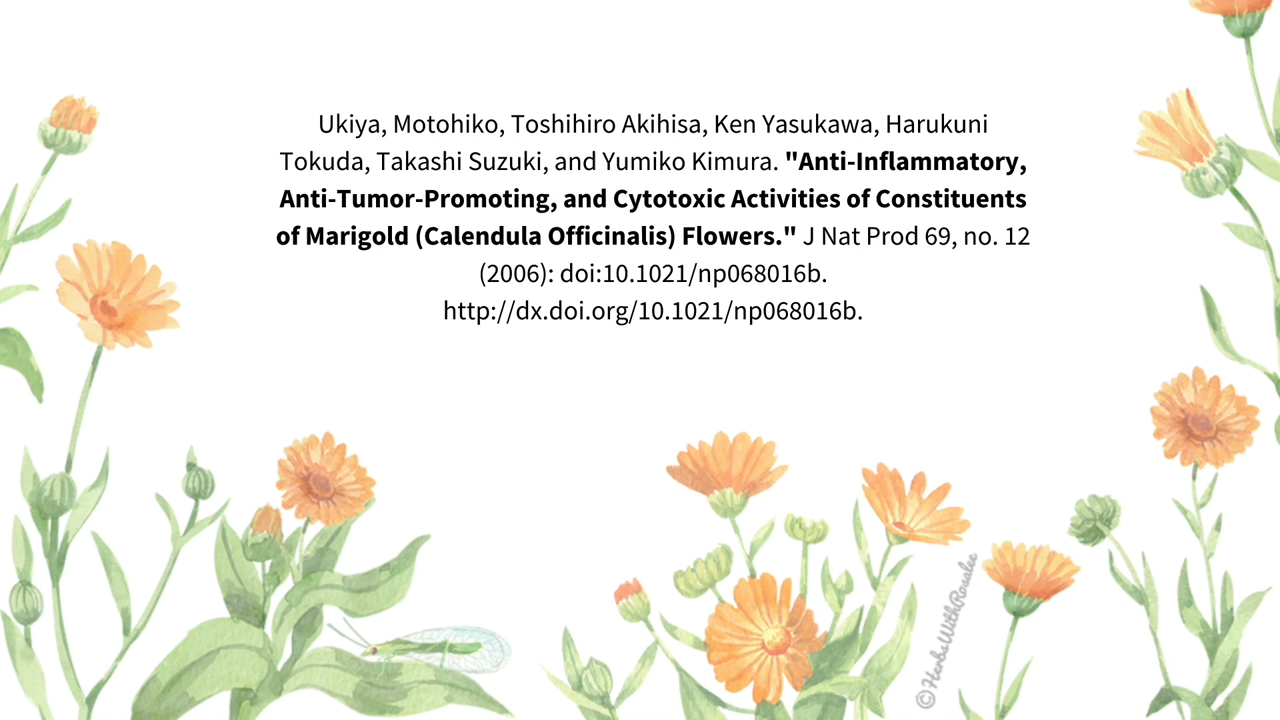 Ukiya, Motohiko, Toshihiro Akihisa, Ken Yasukawa, Harukuni
Tokuda, Takashi Suzuki, and Yumiko Kimura. "Anti-Inflammatory,
Anti-Tumor-Promoting, and Cytotoxic Activities of Constituents
of Marigold (Calendula Officinalis) Flowers." J Nat Prod 69, no. 12
(2006): doi:10.1021/np068016b.
http://dx.doi.org/10.1021/np068016b.
©HerbsWithRosalee